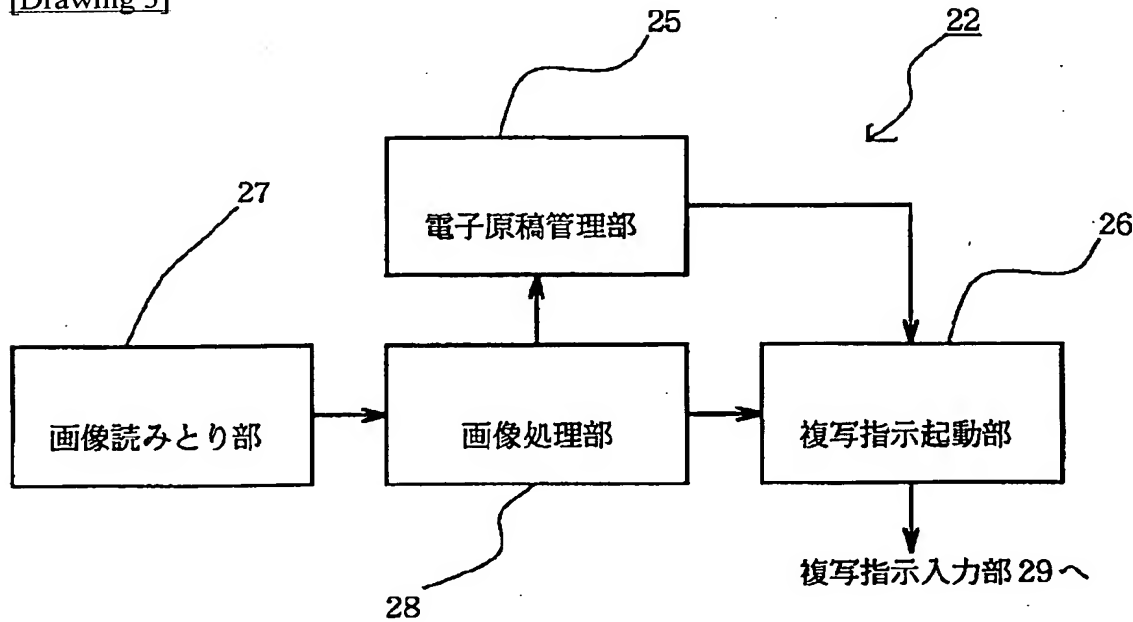 [Drawing 3]
25
22
電子原稿管理部
27
26
画像読みとり部
画像処理部
複写指示起動部
複写指示入力部29へ
28